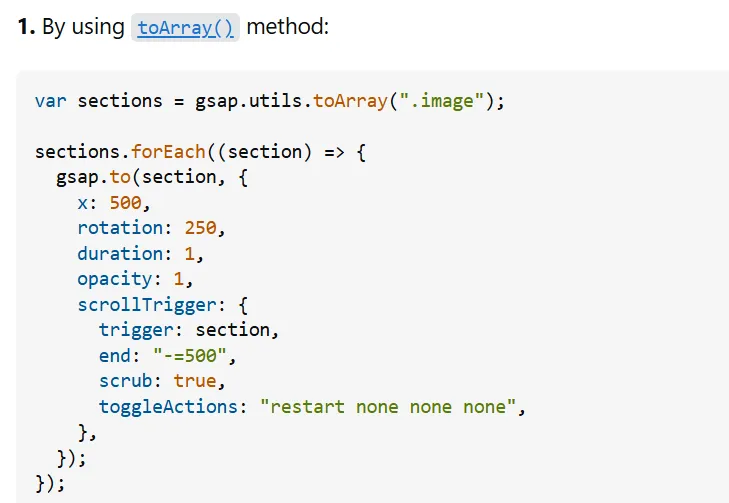 1. By using toArray() method:
var sections = gsap.utils.toArray(".image");
sections.forEach((section) => {
gsap.to(section, {
x: 500,
rotation: 250,
duration: 1,
opacity: 1,
scrollTrigger: {
trigger: section,
end: "-=500",
scrub: true,
toggleActions: "restart none none none",
},
});
});